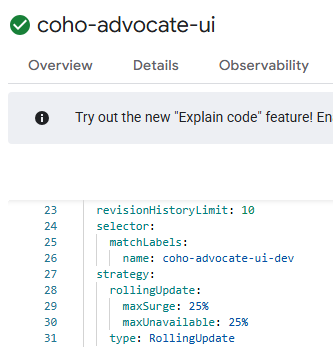 coho-advocate-ui
Overview Details Observability
Try out the new "Explain code" feature! En
23 revisionHistoryLimit: 10
24 selector:
25 matchLabels:
26 name: coho-advocate-ui-dev
27 strategy:
28 rollingUpdate:
29 maxSurge: 25%
30 maxUnavailable: 25%
31 type: RollingUpdate